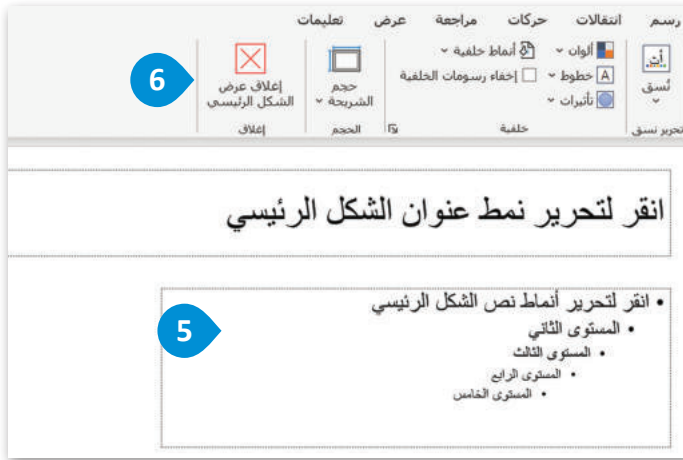 رسم انتقالات حركات مراجعة عرض تعليمات
ألوان أنماط خلفية
خطوط إخفاء رسومات الخلفية
تأثيرات
أت
نُسق
حجم
الشريحة
إغلاق عرض
الشكل الرئيسي
6
تحرير نسق خلفية الحجم إغلاق
انقر لتحرير نمط عنوان الشكل الرئيسي
• انقر لتحرير أنماط نص الشكل الرئيسي
• المستوى الثاني
• المستوى الثالث
• المستوى الرابع
• المستوى الخامس
5